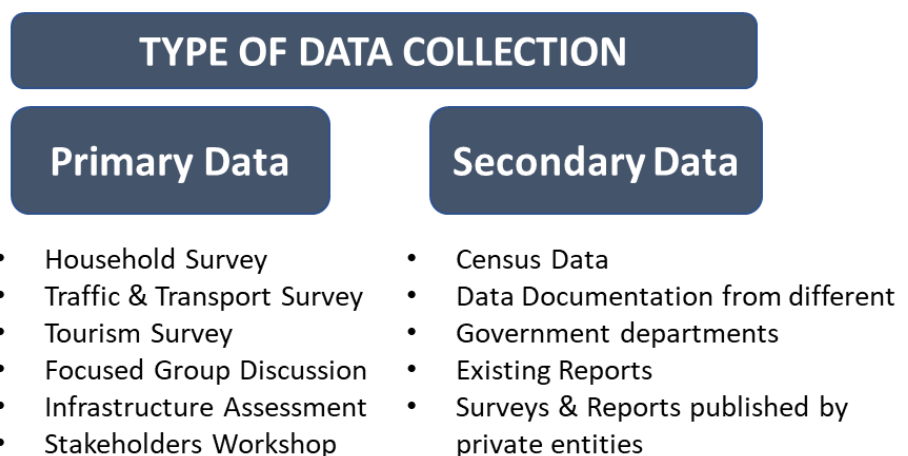 TYPE OF DATA COLLECTION
Primary Data
• Household Survey
• Traffic & Transport Survey
• Tourism Survey
• Focused Group Discussion
• Infrastructure Assessment
• Stakeholders Workshop
Secondary Data
• Census Data
• Data Documentation from different
• Government departments
• Existing Reports
• Surveys & Reports published by
private entities